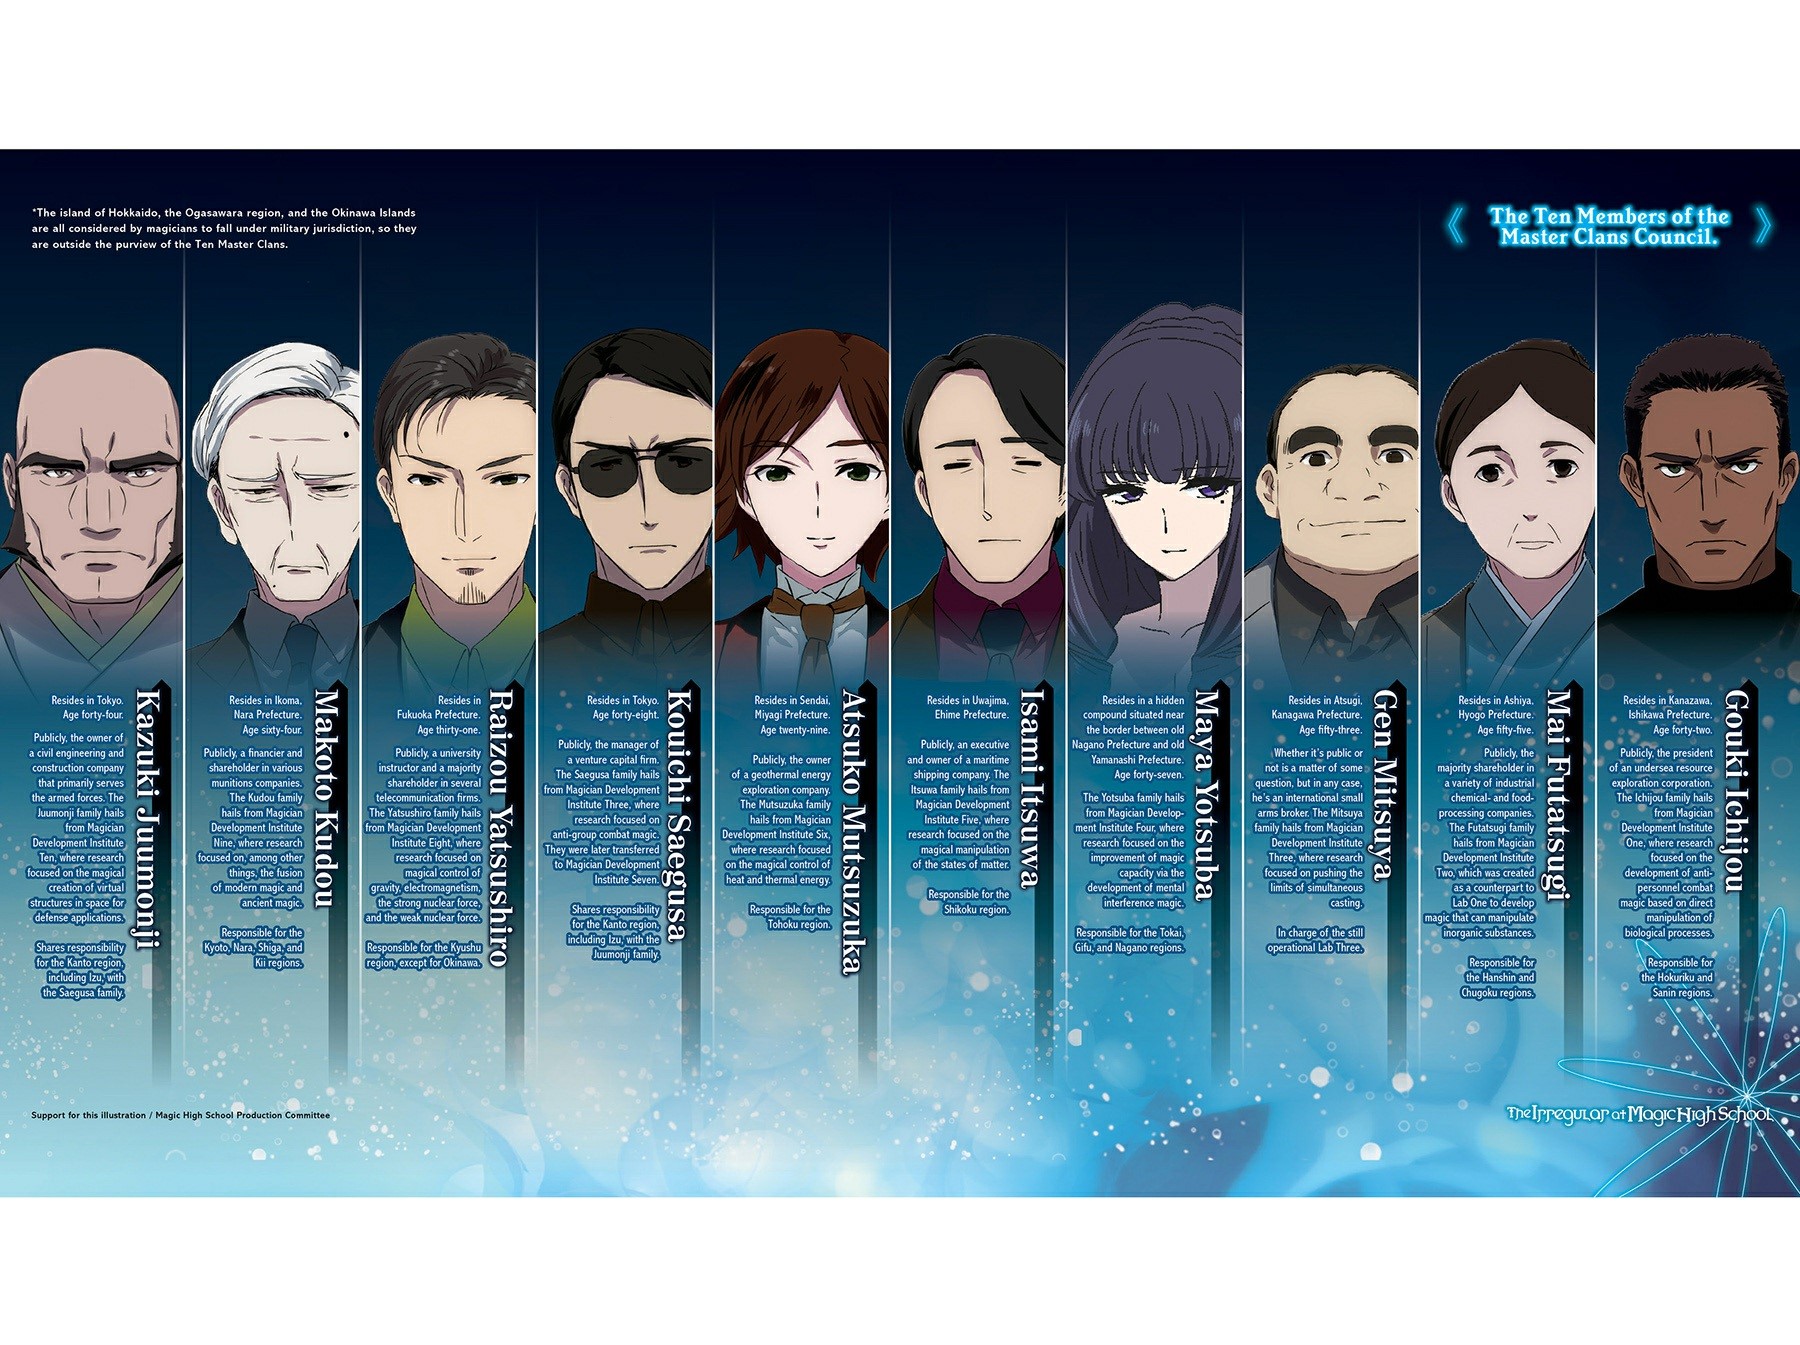 *The island of Hokkaido, the Ogasawara region, and the Okinawa Islands
are all considered by magicians to fall under military jurisdiction, so they
are outside the purview of the Ten Master Clans.
The Ten Members of the
Master Clans Council.
Kazuki Juumonji
Resides in Tokyo.
Age forty-four.
Publicly, the owner of
a civil engineering and
construction company
that primarily serves
the armed forces. The
Juumonji family hails
from Magician
Development Institute
Ten, where research
focused on the magical
creation of virtual
structures in space for
defense applications.
Shares responsibility
for the Kanto region,
including Izu, with
the Saegusa family.
Makoto Kudou
Resides in Ikoma,
Nara Prefecture.
Age sixty-four.
Publicly, a financier and
shareholder in various
munitions companies.
The Kudou family
hails from Magician
Development Institute
Nine, where research
focused on, among other
things, the fusion
of modern magic and
ancient magic.
Responsible for the
Kyoto, Nara, Shiga, and
Kii regions.
Raizou Yatsushiro
Resides in
Fukuoka Prefecture.
Age thirty-one.
Publicly, a university
instructor and a majority
shareholder in several
telecommunication firms.
The Yatsushiro family hails
from Magician Development
Institute Eight, where
research focused on
magical control of
gravity, electromagnetism,
the strong nuclear force,
and the weak nuclear force.
Responsible for the Kyushu
region, except for Okinawa.
Kouichi Saegusa
Resides in Tokyo.
Age forty-eight.
Publicly, the manager of
a venture capital firm.
The Saegusa family hails
from Magician Development
Institute Three, where
research focused on
anti-group combat magic.
They were later transferred
to Magician Development
Institute Seven.
Shares responsibility
for the Kanto region,
including Izu, with the
Juumonji family.
Atsuko Mutsuzuka
Resides in Sendai,
Miyagi Prefecture.
Age twenty-nine.
Publicly, the owner
of a geothermal energy
exploration company.
The Mutsuzuka family
hails from Magician
Development Institute Six,
where research focused
on the magical control of
heat and thermal energy.
Responsible for the
Tohoku region.
Isami Itsuwa
Resides in Uwajima,
Ehime Prefecture.
Publicly, an executive
and owner of a maritime
shipping company. The
Itsuwa family hails from
Magician Development
Institute Five, where
research focused on the
magical manipulation
of the states of matter.
Responsible for the
Shikoku region.
Maya Yotsuba
Resides in a hidden
compound situated near
the border between old
Nagano Prefecture and old
Yamanashi Prefecture.
Age forty-seven.
The Yotsuba family hails
from Magician Develop-
ment Institute Four, where
research focused on the
improvement of magic
capacity via the
development of mental
interference magic.
Responsible for the Tokai,
Gifu, and Nagano regions.
Gen Mitsuya
Resides in Atsugi.
Kanagawa Prefecture.
Age fifty-three.
Whether it's public or
not is a matter of some
question, but in any case,
he's an international small
arms broker. The Mitsuya
family hails from Magician
Development Institute
Three, where research
focused on pushing the
limits of simultaneous
casting.
In charge of the still
operational Lab Three.
Mai Futatsugi
Resides in Ashiya,
Hyogo Prefecture.
Age fifty-five.
Publicly, the
majority shareholder in
a variety of industrial
chemical- and food-
processing companies.
The Futatsugi family
hails from Magician
Development Institute
Two, which was created
as a counterpart to
Lab One to develop
magic that can manipulate
inorganic substances.
Responsible for
the Hanshin and
Chugoku regions.
Gouki Ichijou
Resides in Kanazawa,
Ishikawa Prefecture.
Age forty-two.
Publicly, the president
of an undersea resource
exploration corporation.
The Ichijou family hails
from Magician
Development Institute
One, where research
focused on the
development of anti-
personnel combat
magic based on direct
manipulation of
biological processes.
Responsible for
the Hokuriku and
Sanin regions.
Support for this illustration / Magic High School Production Committee
The Irregular at Magic High School